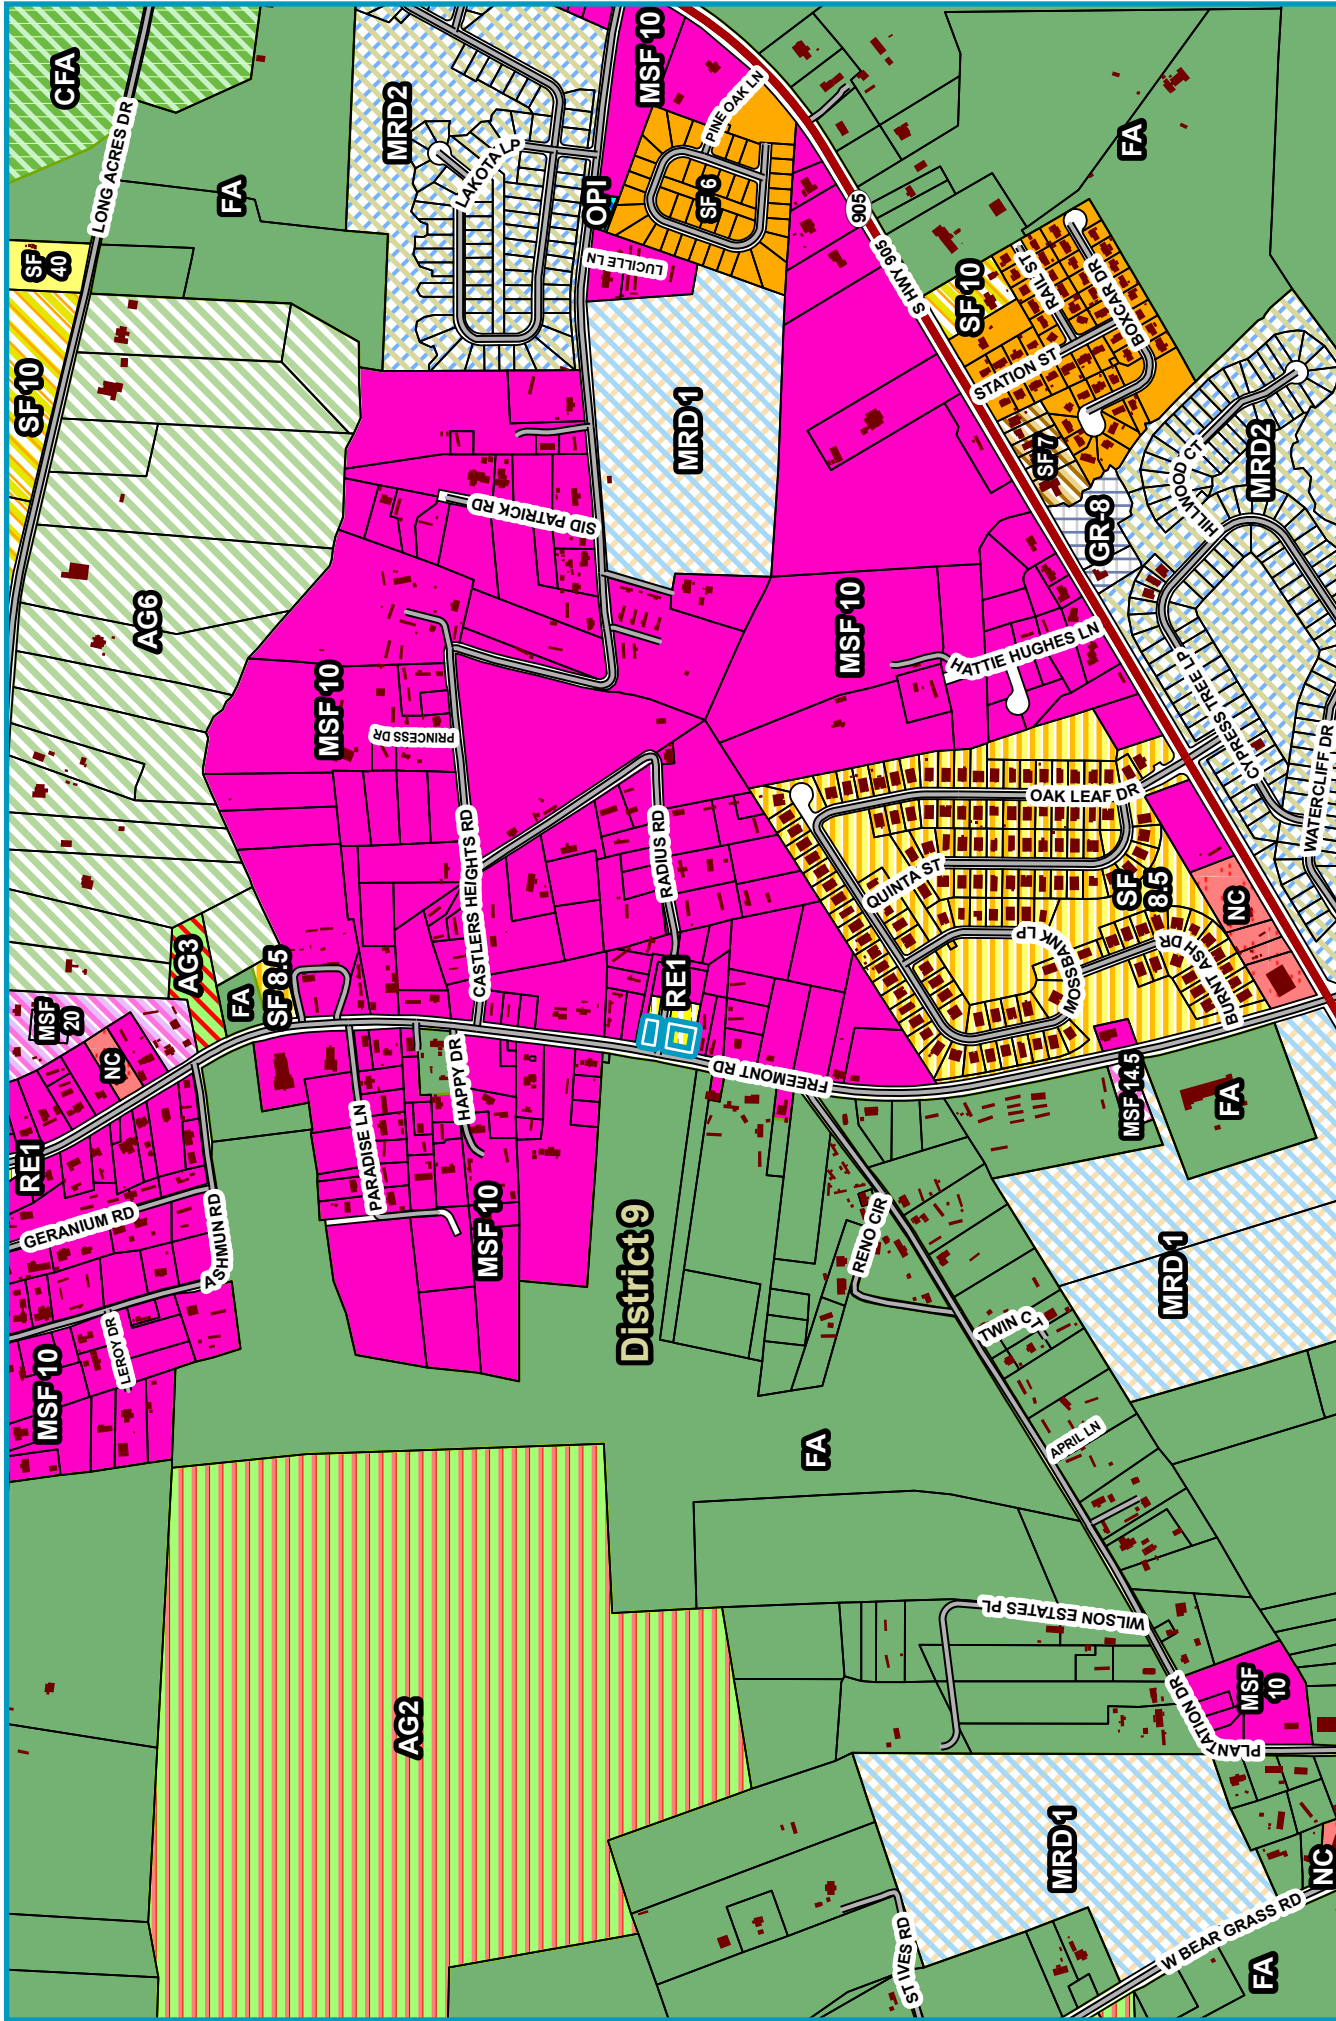 CFA
LONG ACRES DR
FA
MRD2
LAKOTA LP
MSF 10
PINE OAK LN
OPI
SF 6
LUCILLE LN
905
S HWY 905
FA
SF
40
SF 10
SF 10
RAIL ST
BOXCAR DR
STATION ST
MRD1
SF7
GR-8
HILLWOOD CT
MRD2
HILLWOOD
SID PATRICK RD
AG6
MSF 10
MSF 10
HATTIE HUGHES LN
PRINCESS DR
CYPRESS TREE LP
WATERCLIFF DR
CASTLERS HEIGHTS RD
RADIUS RD
OAK LEAF DR
QUINTA ST
SF
8.5
NC
MOSSBANK LP
BURNT ASH DR
AG3
FA
SF 8.5
RE1
MSF
20
NC
RE1
HAPPY DR
FREEMONT RD
MSF 14.5
FA
PARADISE LN
GERANIUM RD
ASHMUN RD
MSF 10
District 9
RENO CIR
MRD1
TWIN CT
LEROY DR
MSF 10
FA
APRIL LN
WILSON ESTATES PL
AG2
PLANTATION DR
MSF
10
MRD1
NC
ST IVES RD
W BEAR GRASS RD
FA